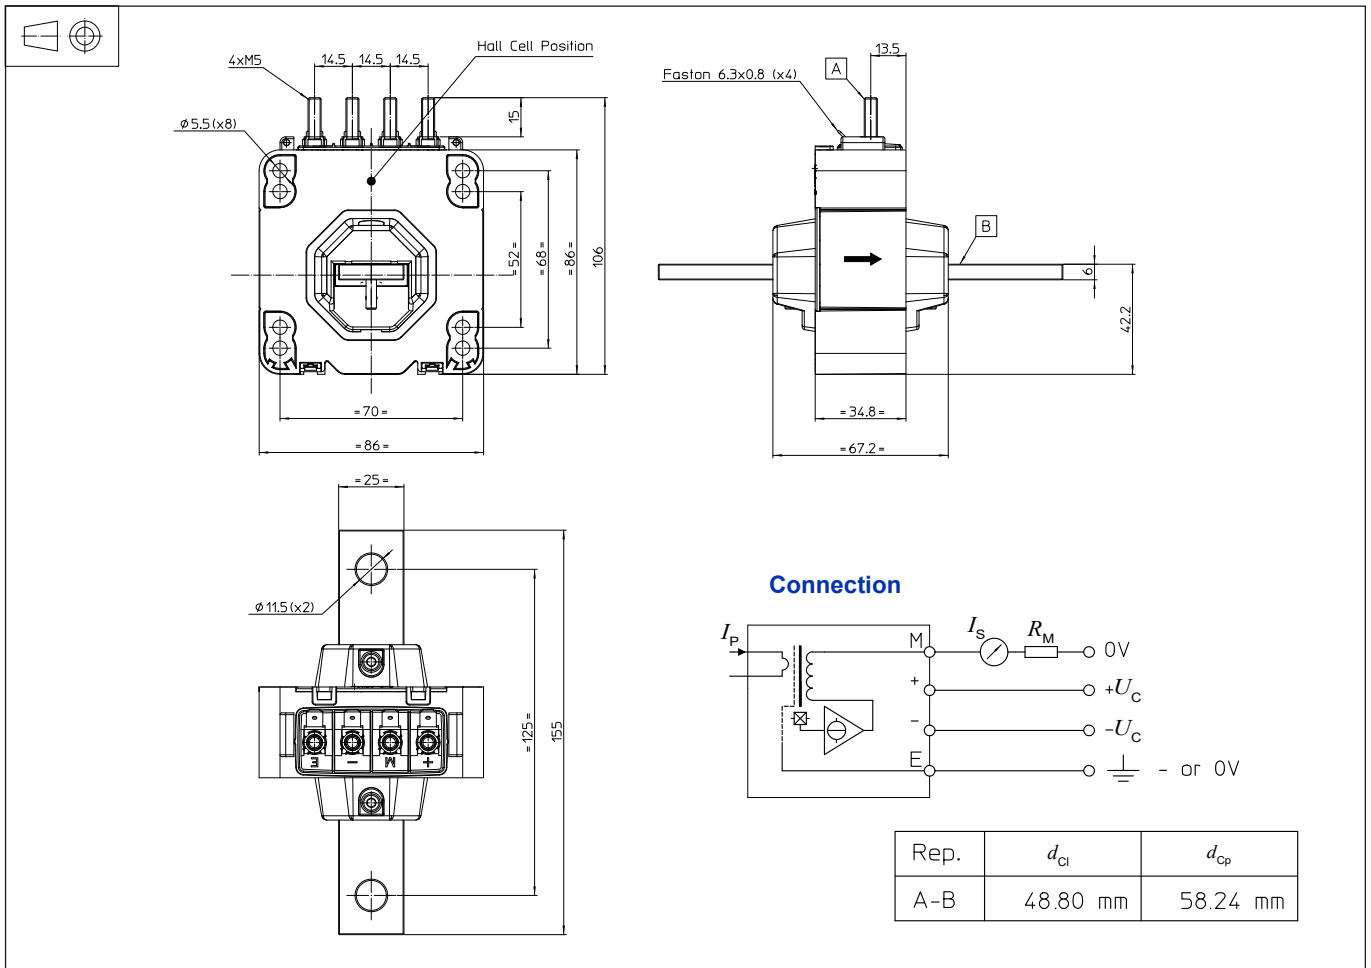 Hall Cell Position
4xM5
14.5
14.5
14.5
15
106
ø5.5(x8)
=52=
=68=
=86=
=70=
=86=
Faston 6.3x0.8 (x4)
A
13.5
B
6
42.2
=34.8=
=67.2=
=25=
ø11.5(x2)
=125=
155
E
-
M
+
Connection
IP
M
IS
RM
0V
+
+UC
-
-UC
E
- or 0V
Rep. dCl dCp
A-B 48.80 mm 58.24 mm